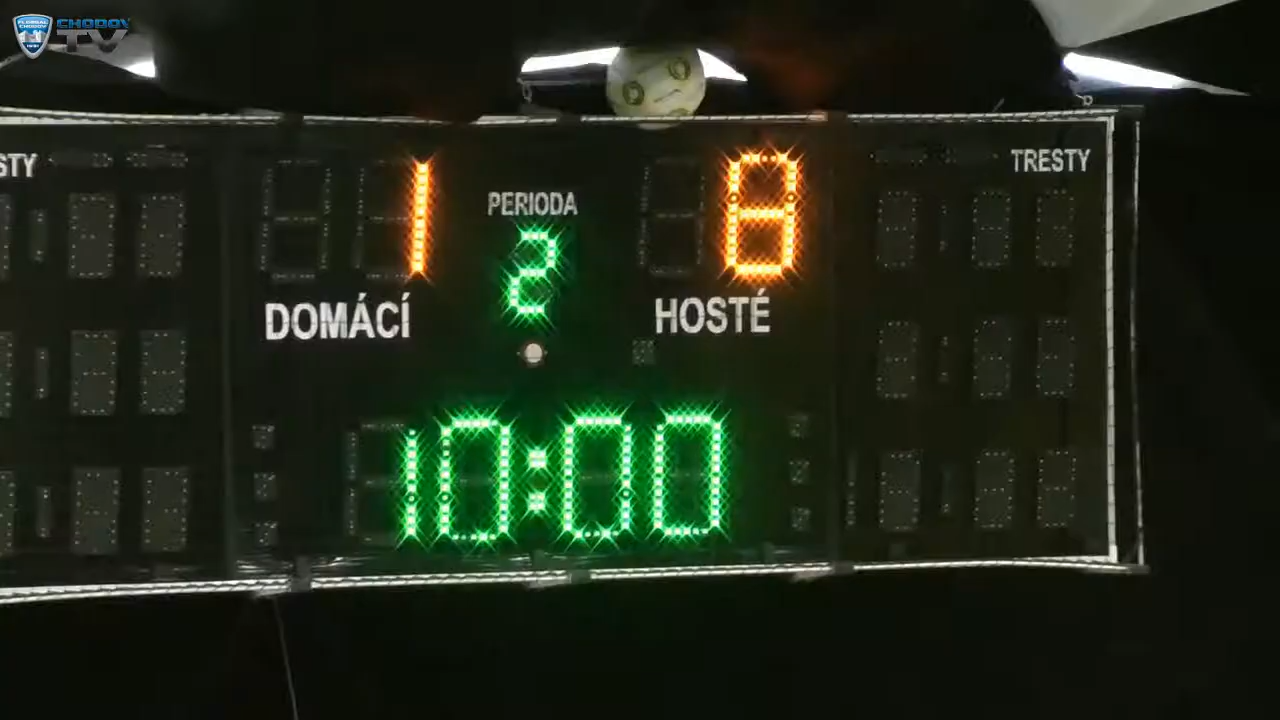 CHODOV
TV
STY
1
PERIODA
8
TRESTY
2
DOMÁCÍ
HOSTÉ
10:00